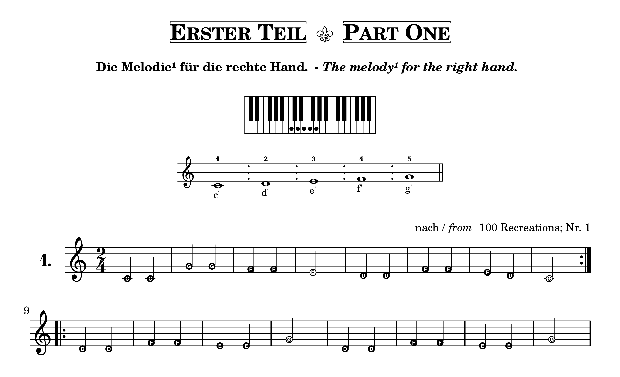 ERSTER TEIL PART ONE
Die Melodie¹ für die rechte Hand. - The melody¹ for the right hand.
1 2 3 4 5
c' d' e' f' g'
nach / from 100 Recreations; Nr. 1
1.
2
4
9